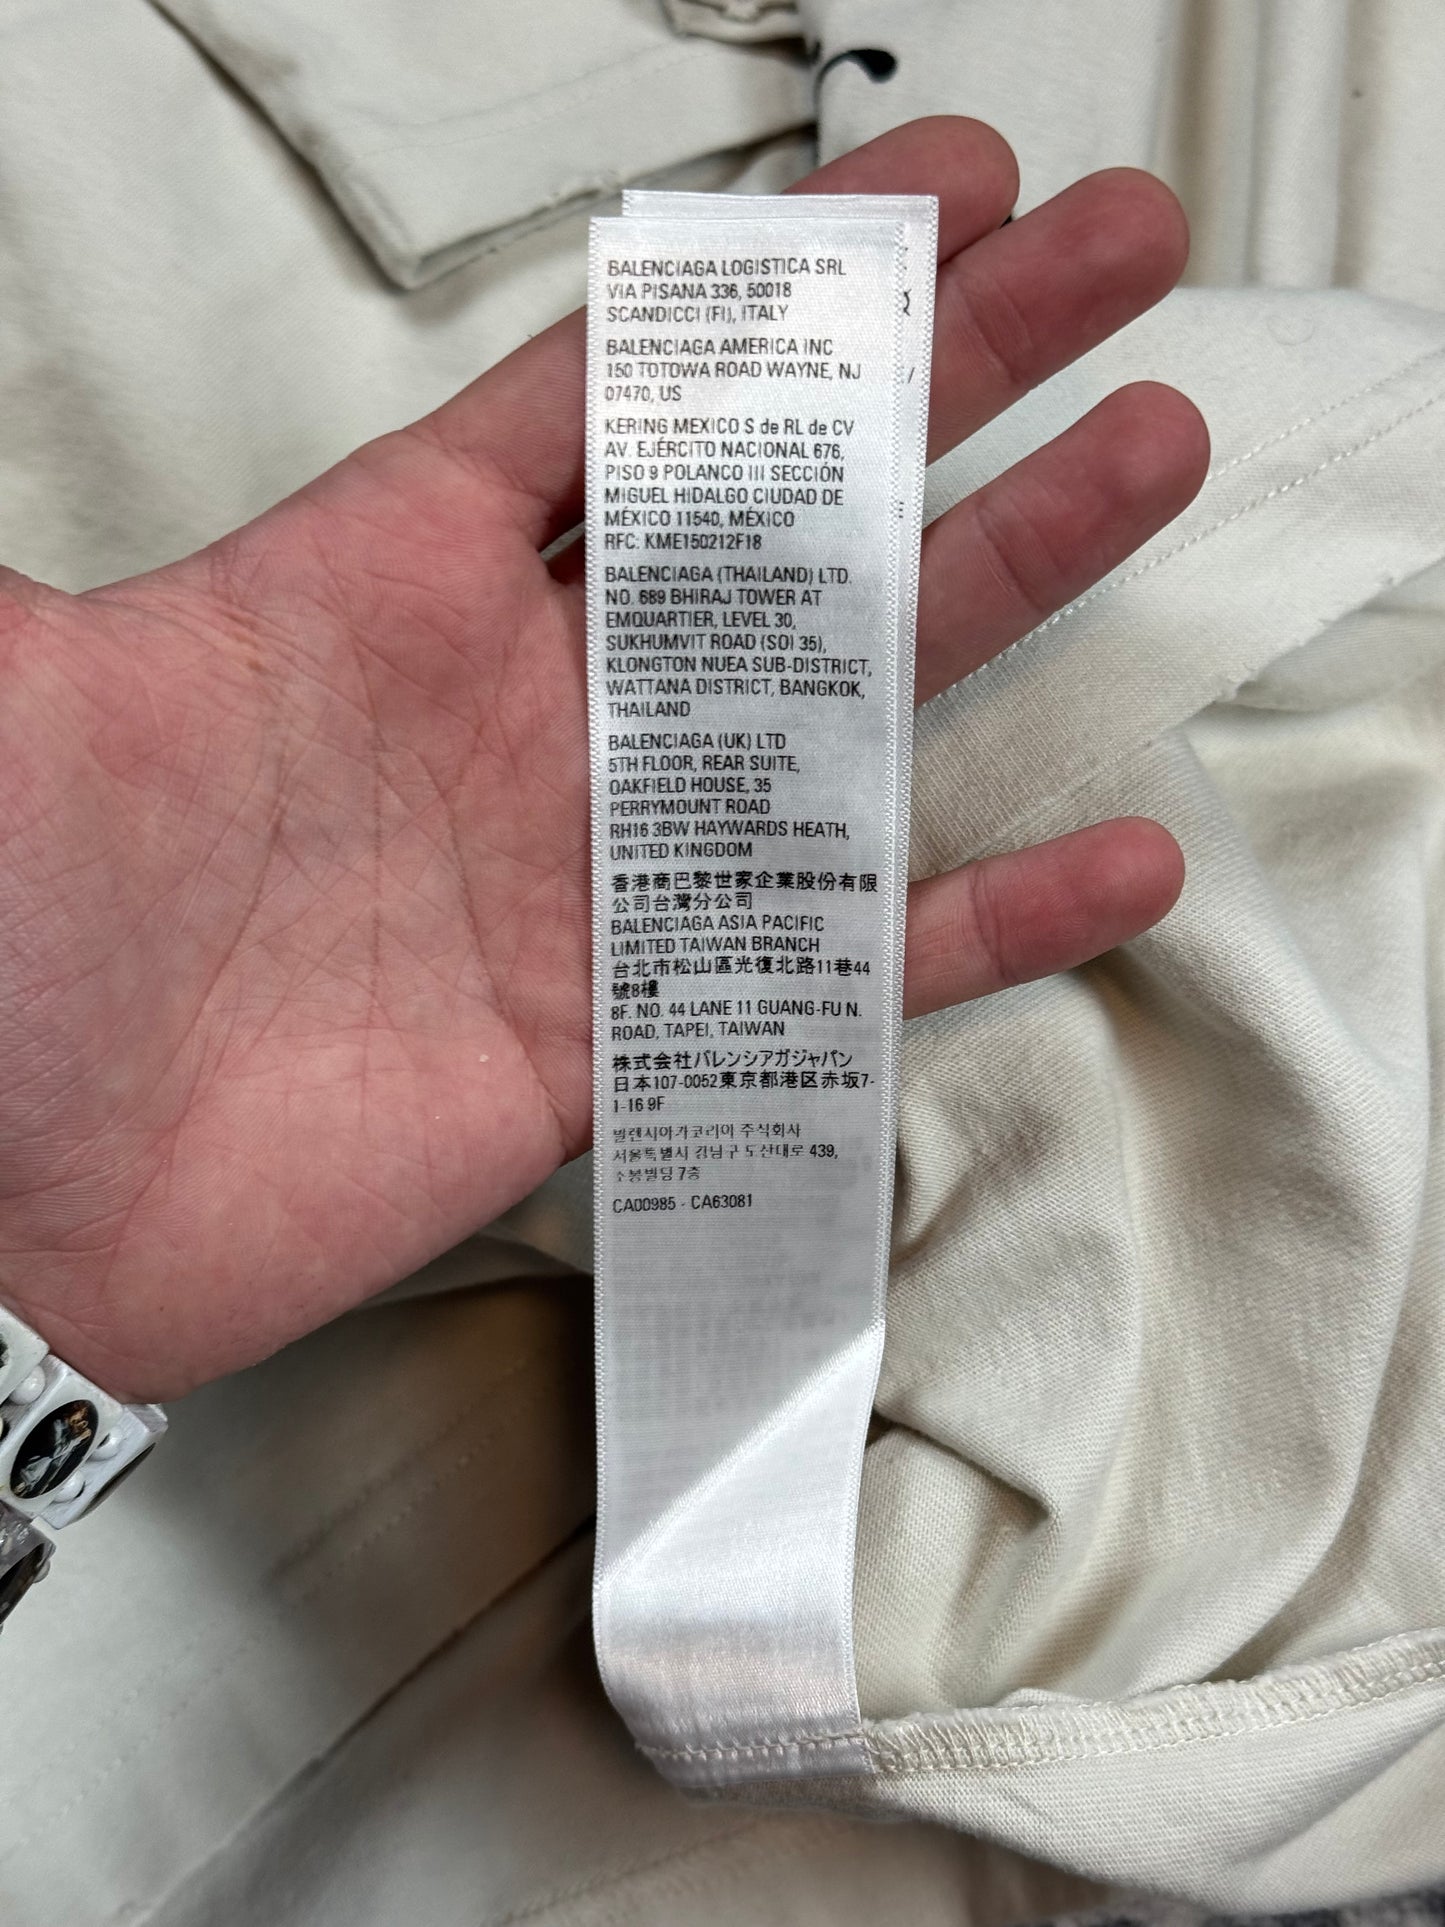 BALENCIAGA LOGISTICA SRL
VIA PISANA 336, 50018
SCANDICCI (FI), ITALY
BALENCIAGA AMERICA INC
150 TOTOWA ROAD WAYNE, NJ
07470, US
KERING MEXICO S de RL de CV
AV. EJÉRCITO NACIONAL 676,
PISO 9 POLANCO III SECCIÓN
MIGUEL HIDALGO CIUDAD DE
MÉXICO 11540, MÉXICO
RFC: KME150212F18
BALENCIAGA (THAILAND) LTD.
NO. 689 BHIRAJ TOWER AT
EMQUARTIER, LEVEL 30,
SUKHUMVIT ROAD (SOI 35),
KLONGTON NUEA SUB-DISTRICT,
WATTANA DISTRICT, BANGKOK,
THAILAND
BALENCIAGA (UK) LTD
5TH FLOOR, REAR SUITE,
OAKFIELD HOUSE, 35
PERRYMOUNT ROAD
RH16 3BW HAYWARDS HEATH,
UNITED KINGDOM
香港商巴黎世家企業股份有限
公司台灣分公司
BALENCIAGA ASIA PACIFIC
LIMITED TAIWAN BRANCH
台北市松山區光復北路11巷44
號8樓
8F. NO. 44 LANE 11 GUANG-FU N.
ROAD, TAPEI, TAIWAN
株式会社バレンシアガジャパン
日本107-0052東京都港区赤坂7-
1-16 9F
발렌시아가코리아 주식회사
서울특별시 강남구 도산대로 439,
소봉빌딩 7층
CA00985 - CA63081